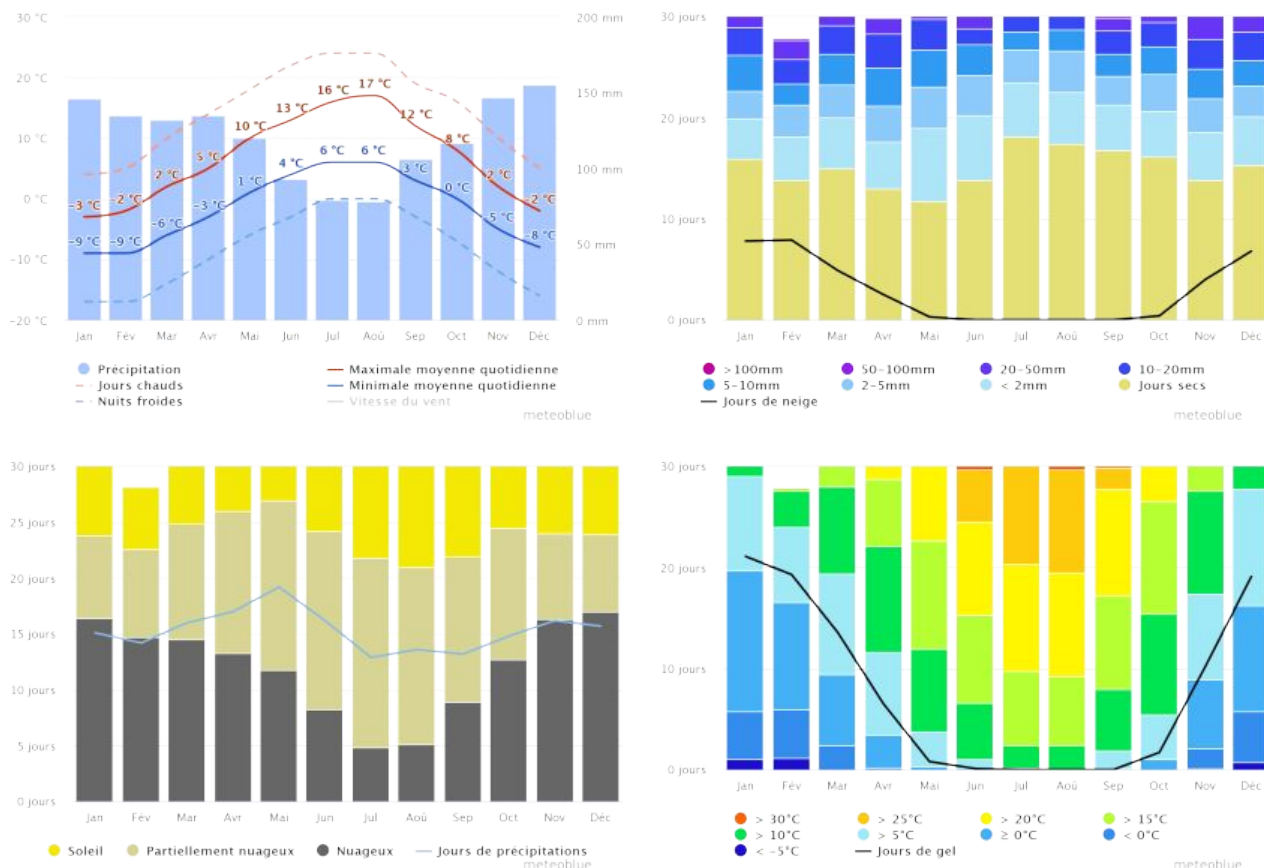 30 °C
200 mm
20 °C
150 mm
10 °C
100 mm
0 °C
50 mm
-10 °C
-20 °C
0 mm
-3 °C -2 °C 2 °C 5 °C 10 °C 13 °C 16 °C 17 °C 12 °C 8 °C 2 °C -2 °C
-9 °C -9 °C -6 °C -3 °C 1 °C 4 °C 6 °C 6 °C 3 °C 0 °C -5 °C -8 °C
Jan Fév Mar Avr Mai Jun Jul Aoû Sep Oct Nov Déc
Précipitation
Maximale moyenne quotidienne
Jours chauds
Minimale moyenne quotidienne
Nuits froides
Vitesse du vent
meteoblue
30 jours
20 jours
10 jours
0 jours
Jan Fév Mar Avr Mai Jun Jul Aoû Sep Oct Nov Déc
>100mm 50-100mm 20-50mm 10-20mm
5-10mm 2-5mm < 2mm Jours secs
Jours de neige
meteoblue
30 jours
25 jours
20 jours
15 jours
10 jours
5 jours
0 jours
Jan Fév Mar Avr Mai Jun Jul Aoû Sep Oct Nov Déc
Soleil Partiellement nuageux Nuageux Jours de précipitations
meteoblue
30 jours
20 jours
10 jours
0 jours
Jan Fév Mar Avr Mai Jun Jul Aoû Sep Oct Nov Déc
> 30°C > 25°C > 20°C > 15°C
> 10°C > 5°C ≥ 0°C < 0°C
< -5°C Jours de gel
meteoblue